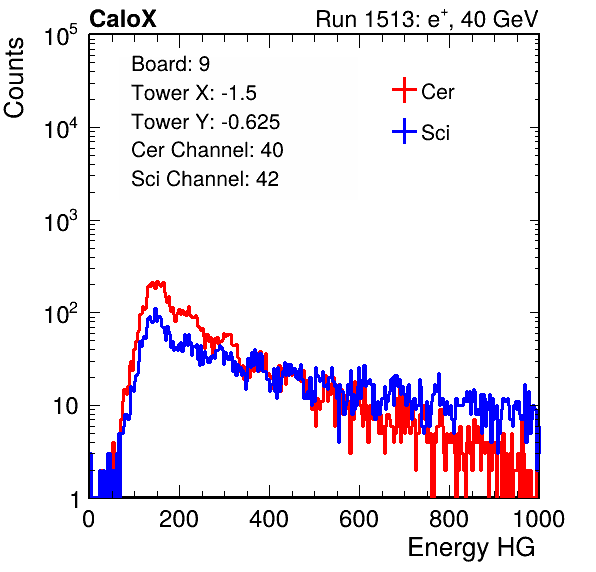 CaloX Run 1513: e⁺, 40 GeV
Counts
Board: 9
Tower X: -1.5
Tower Y: -0.625
Cer Channel: 40
Sci Channel: 42
Cer
Sci
10⁵
10⁴
10³
10²
10
1
0 200 400 600 800 1000
Energy HG